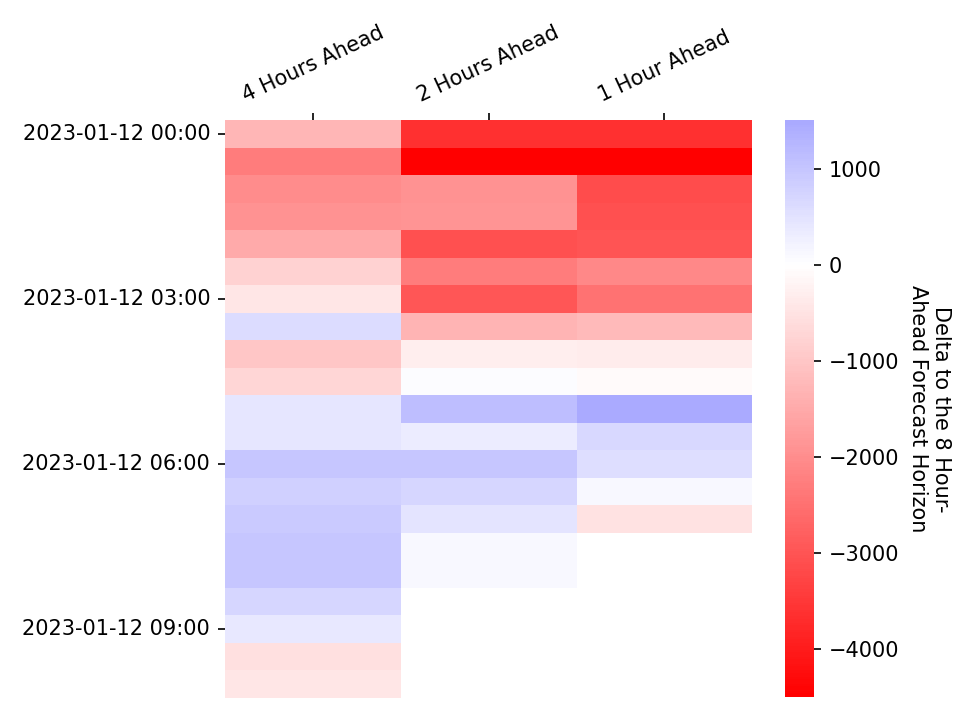 4 Hours Ahead
2 Hours Ahead
1 Hour Ahead
2023-01-12 00:00
2023-01-12 03:00
2023-01-12 06:00
2023-01-12 09:00
1000
0
−1000
−2000
−3000
−4000
Delta to the 8 Hour-
Ahead Forecast Horizon